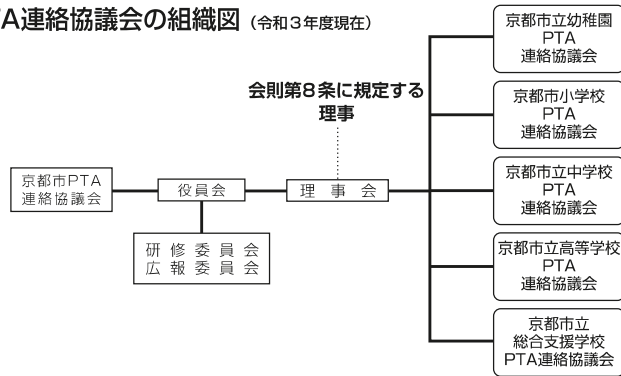 A連絡協議会の組織図（令和３年度現在）
会則第８条に規定する
理事
京都市PTA
連絡協議会
役員会
理事会
研修委員会
広報委員会
京都市立幼稚園
PTA
連絡協議会
京都市小学校
PTA
連絡協議会
京都市立中学校
PTA
連絡協議会
京都市立高等学校
PTA
連絡協議会
京都市立
総合支援学校
PTA連絡協議会